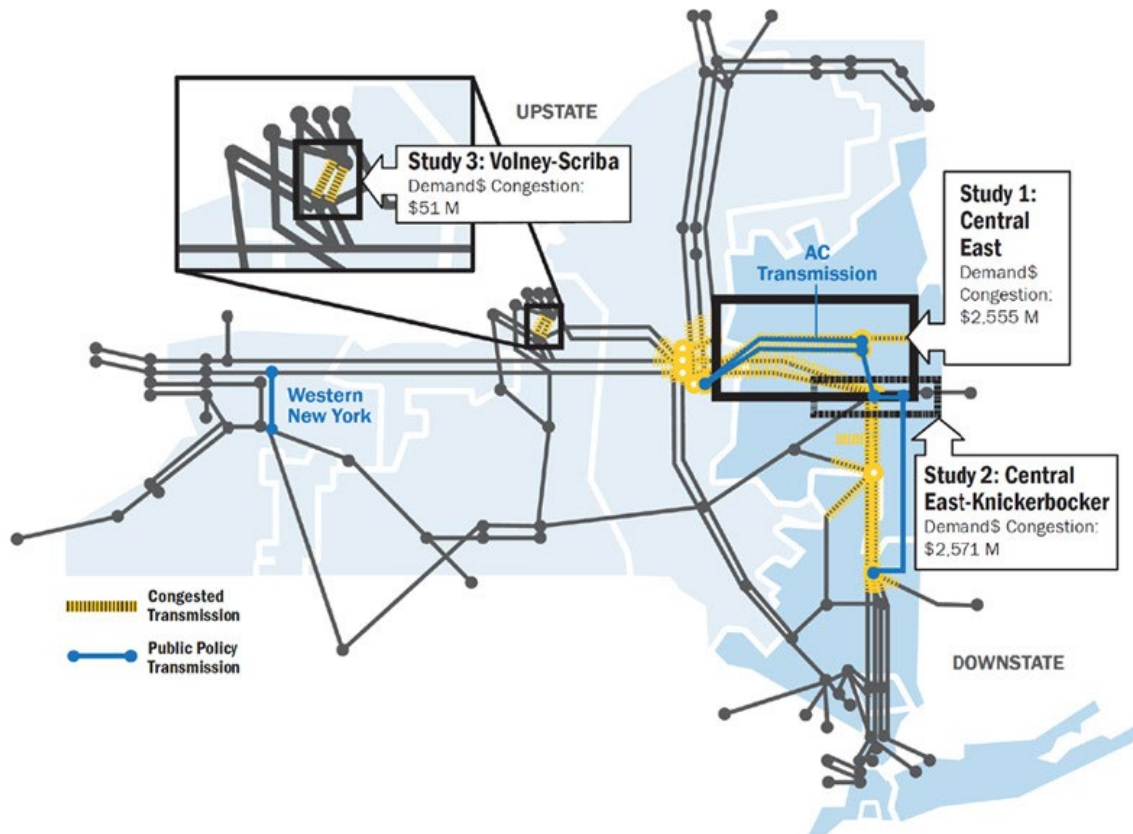 UPSTATE
Study 3: Volney-Scriba
Demand$ Congestion:
$51 M
Study 1:
Central
East
Demand$
Congestion:
$2,555 M
AC
Transmission
Western
New York
Study 2: Central
East-Knickerbocker
Demand$ Congestion:
$2,571 M
Congested
Transmission
Public Policy
Transmission
DOWNSTATE